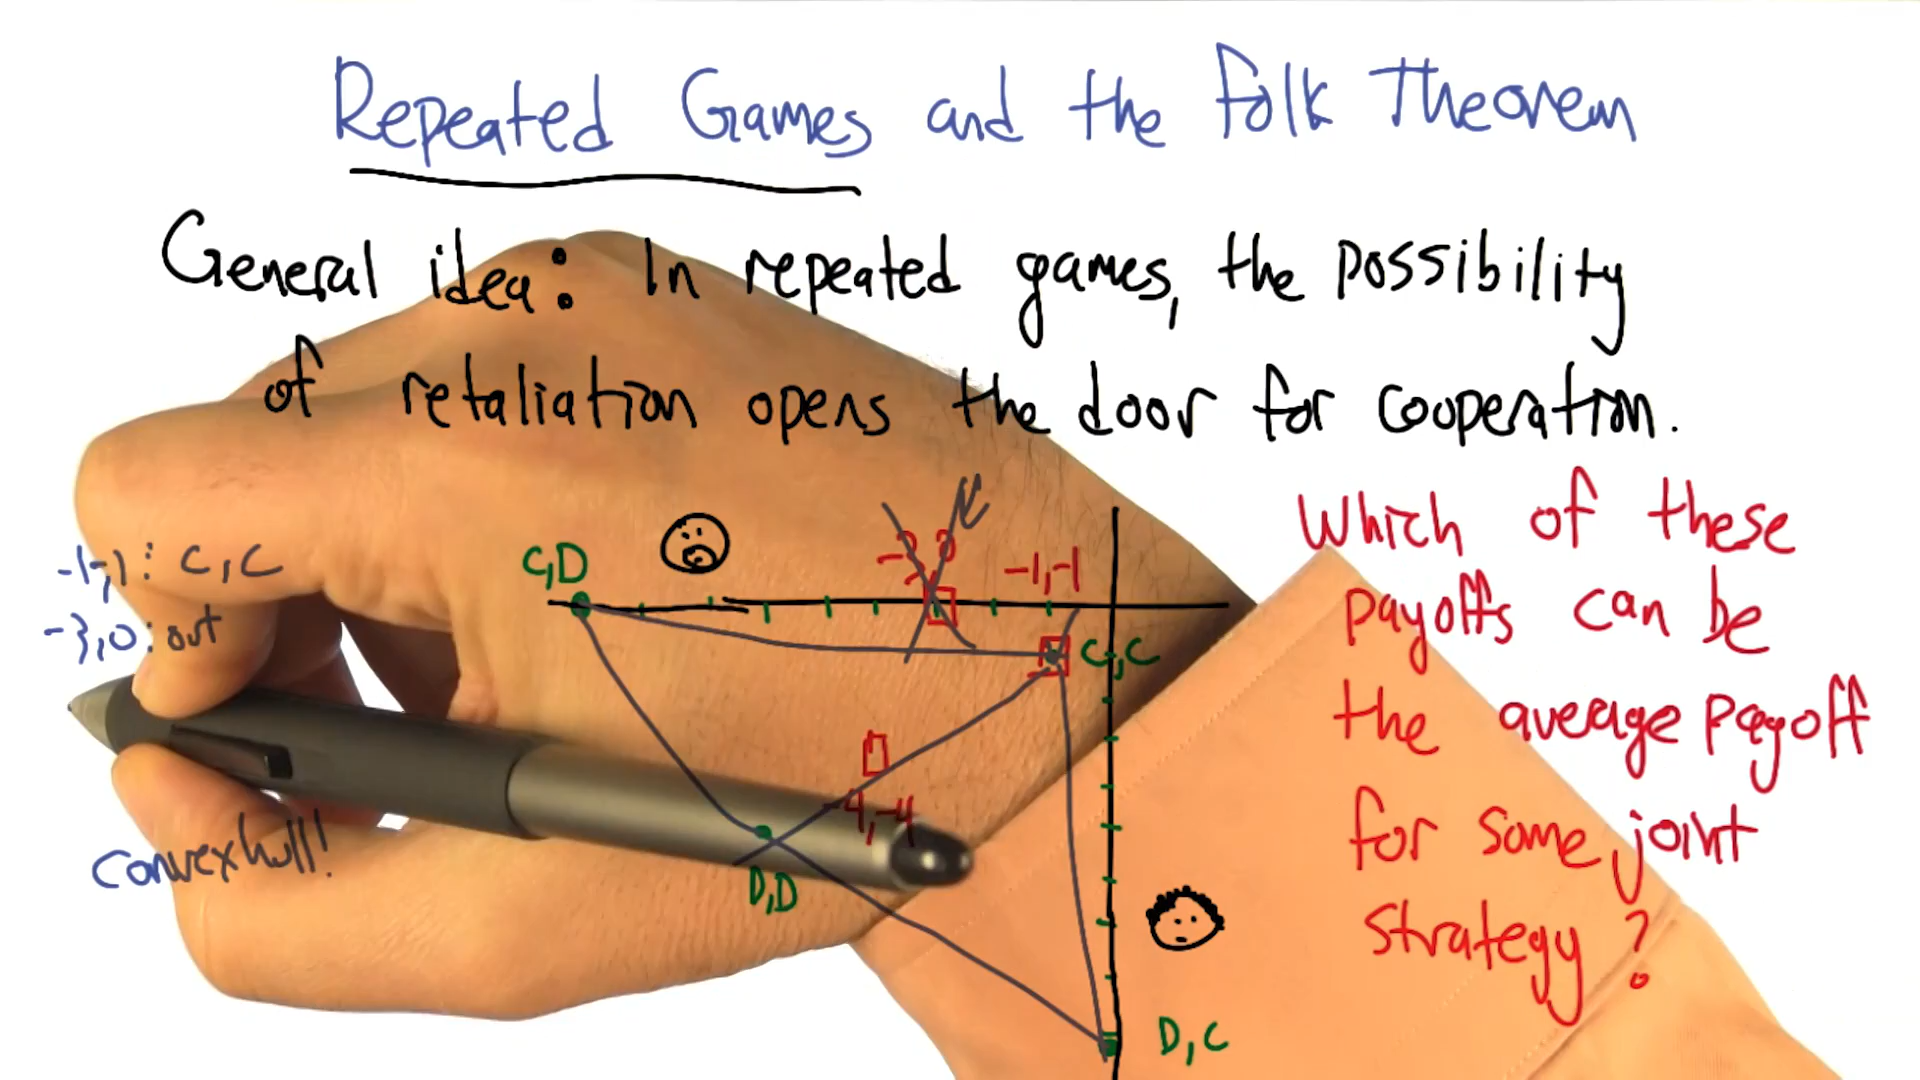 Repeated Games and the Folk Theorem
General idea: In repeated games, the possibility
of retaliation opens the door for cooperation.
-1,-1: C,C
-3,0: out
convex hull!
C,D
-1,-1
C,C
-4,-4
D,D
D,C
Which of these
payoffs can be
the average payoff
for some joint
strategy?